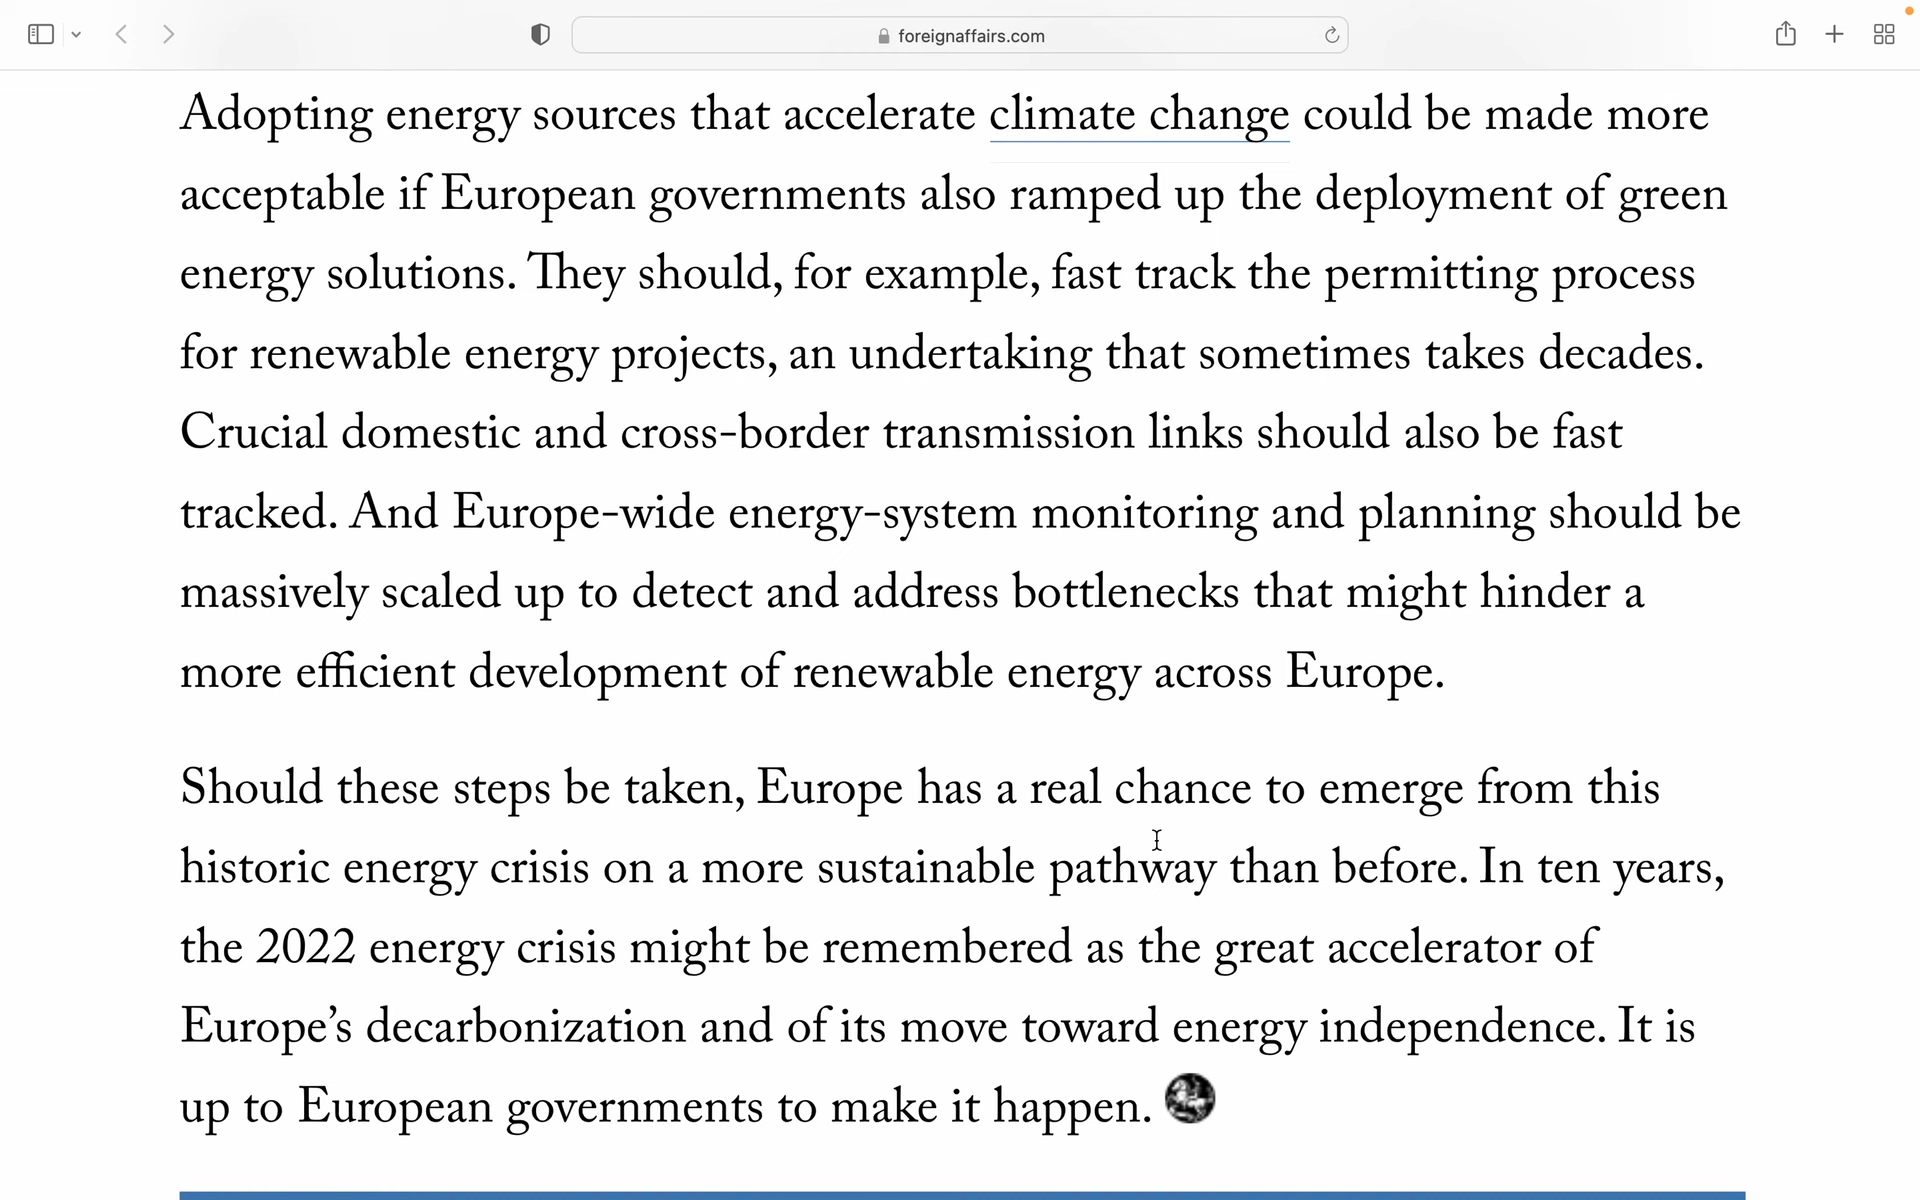 foreignaffairs.com
Adopting energy sources that accelerate climate change could be made more
acceptable if European governments also ramped up the deployment of green
energy solutions. They should, for example, fast track the permitting process
for renewable energy projects, an undertaking that sometimes takes decades.
Crucial domestic and cross-border transmission links should also be fast
tracked. And Europe-wide energy-system monitoring and planning should be
massively scaled up to detect and address bottlenecks that might hinder a
more efficient development of renewable energy across Europe.
Should these steps be taken, Europe has a real chance to emerge from this
historic energy crisis on a more sustainable pathway than before. In ten years,
the 2022 energy crisis might be remembered as the great accelerator of
Europe’s decarbonization and of its move toward energy independence. It is
up to European governments to make it happen.